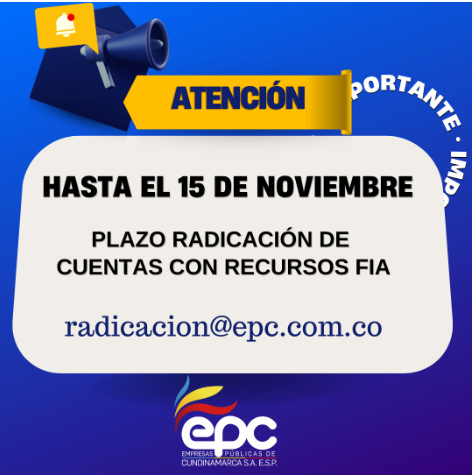 ATENCIÓN
PORTANTE · IMPO
HASTA EL 15 DE NOVIEMBRE
PLAZO RADICACIÓN DE
CUENTAS CON RECURSOS FIA
radicacion@epc.com.co
epc
EMPRESAS PÚBLICAS DE
CUNDINAMARCA S.A. E.S.P.